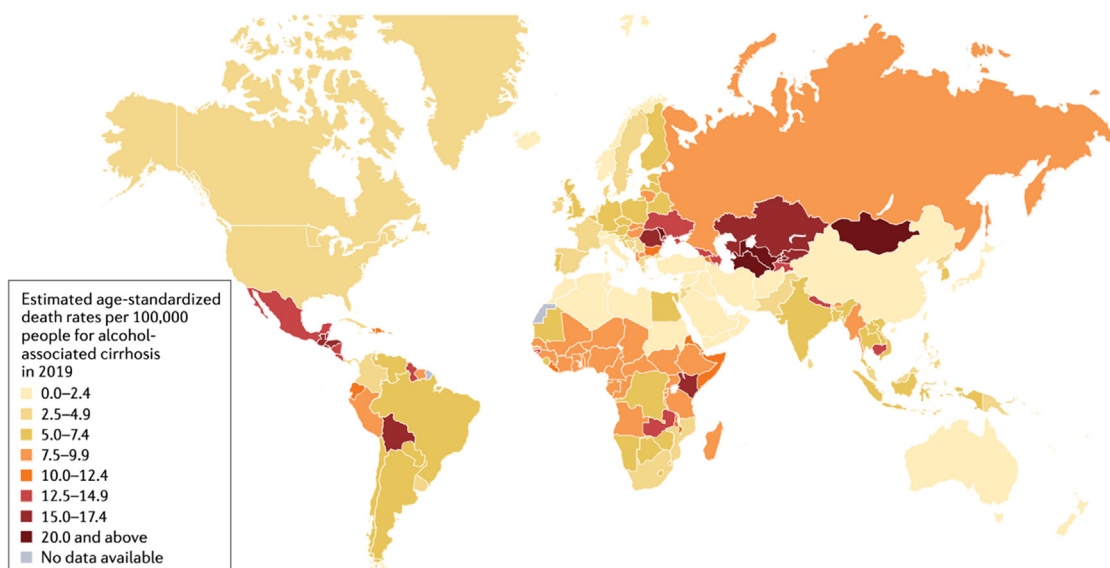 Estimated age-standardized
death rates per 100,000
people for alcohol-
associated cirrhosis
in 2019
0.0–2.4
2.5–4.9
5.0–7.4
7.5–9.9
10.0–12.4
12.5–14.9
15.0–17.4
20.0 and above
No data available